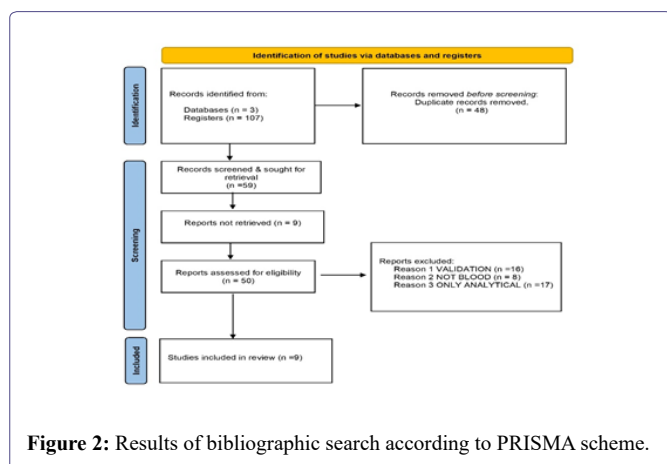 Identification of studies via databases and registers
Identification
Records identified from:
Databases (n = 3)
Registers (n = 107)
Records removed before screening:
Duplicate records removed.
(n = 48)
Screening
Records screened & sought for
retrieval
(n =59)
Reports not retrieved (n = 9)
Reports assessed for eligibility
(n = 50)
Reports excluded:
Reason 1 VALIDATION (n =16)
Reason 2 NOT BLOOD (n = 8)
Reason 3 ONLY ANALYTICAL (n =17)
Included
Studies included in review (n =9)
Figure 2: Results of bibliographic search according to PRISMA scheme.